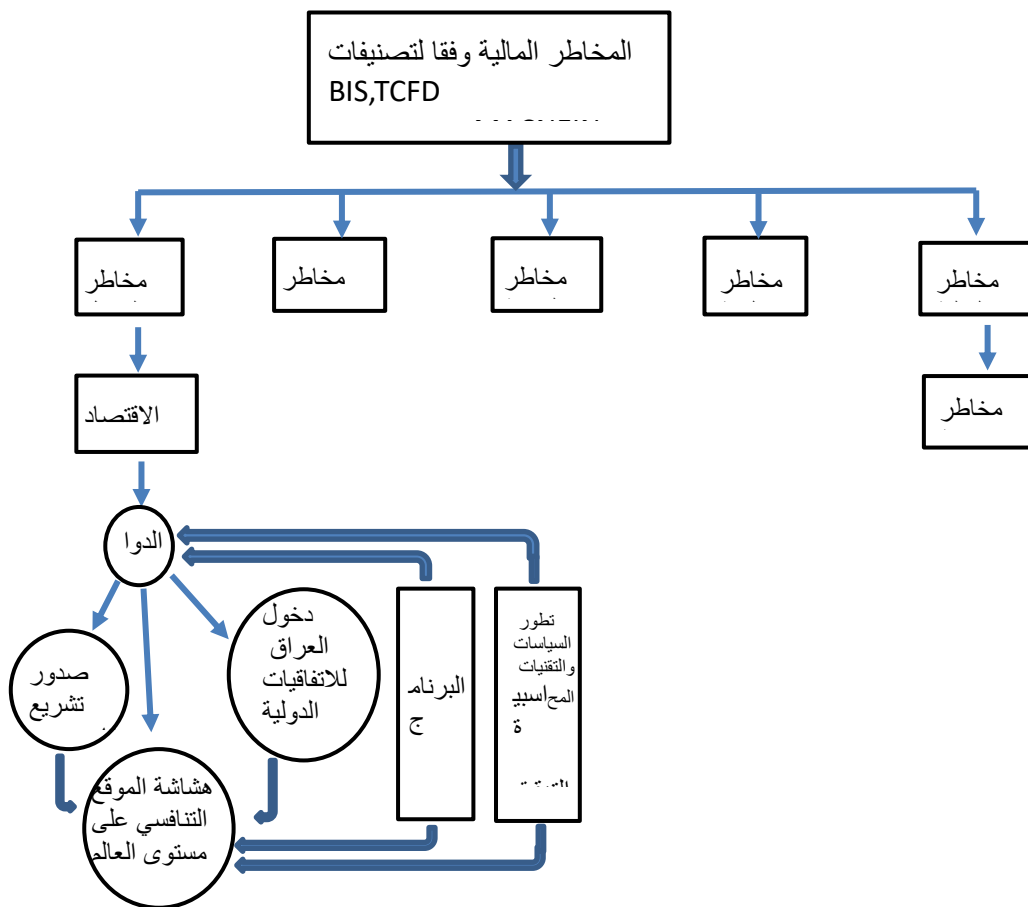 المخاطر المالية وفقا لتصنيفات
BIS,TCFD
مخاطر
مخاطر
مخاطر
مخاطر
مخاطر
الاقتصاد
مخاطر
الدوا
دخول
العراق
للاتفاقيات
الدولية
صدور
تشريع
هشاشة الموقع
التنافسي على
مستوى العالم
البرنام
ج
تطور
السياسات
والتقنيات
المحاسبي
ة